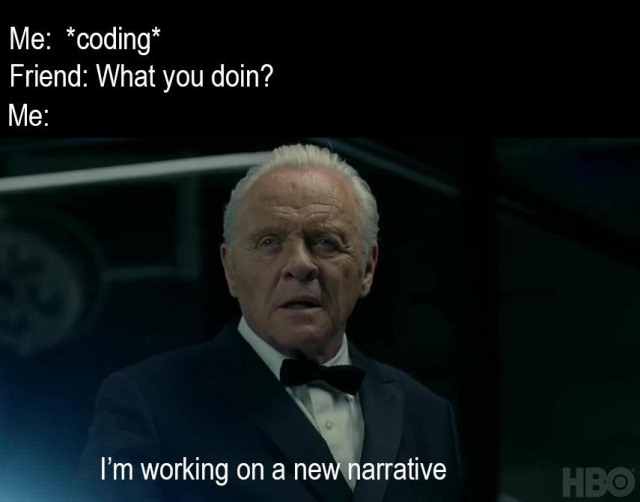 Me: *coding*
Friend: What you doin?
Me:
I'm working on a new narrative
HBO